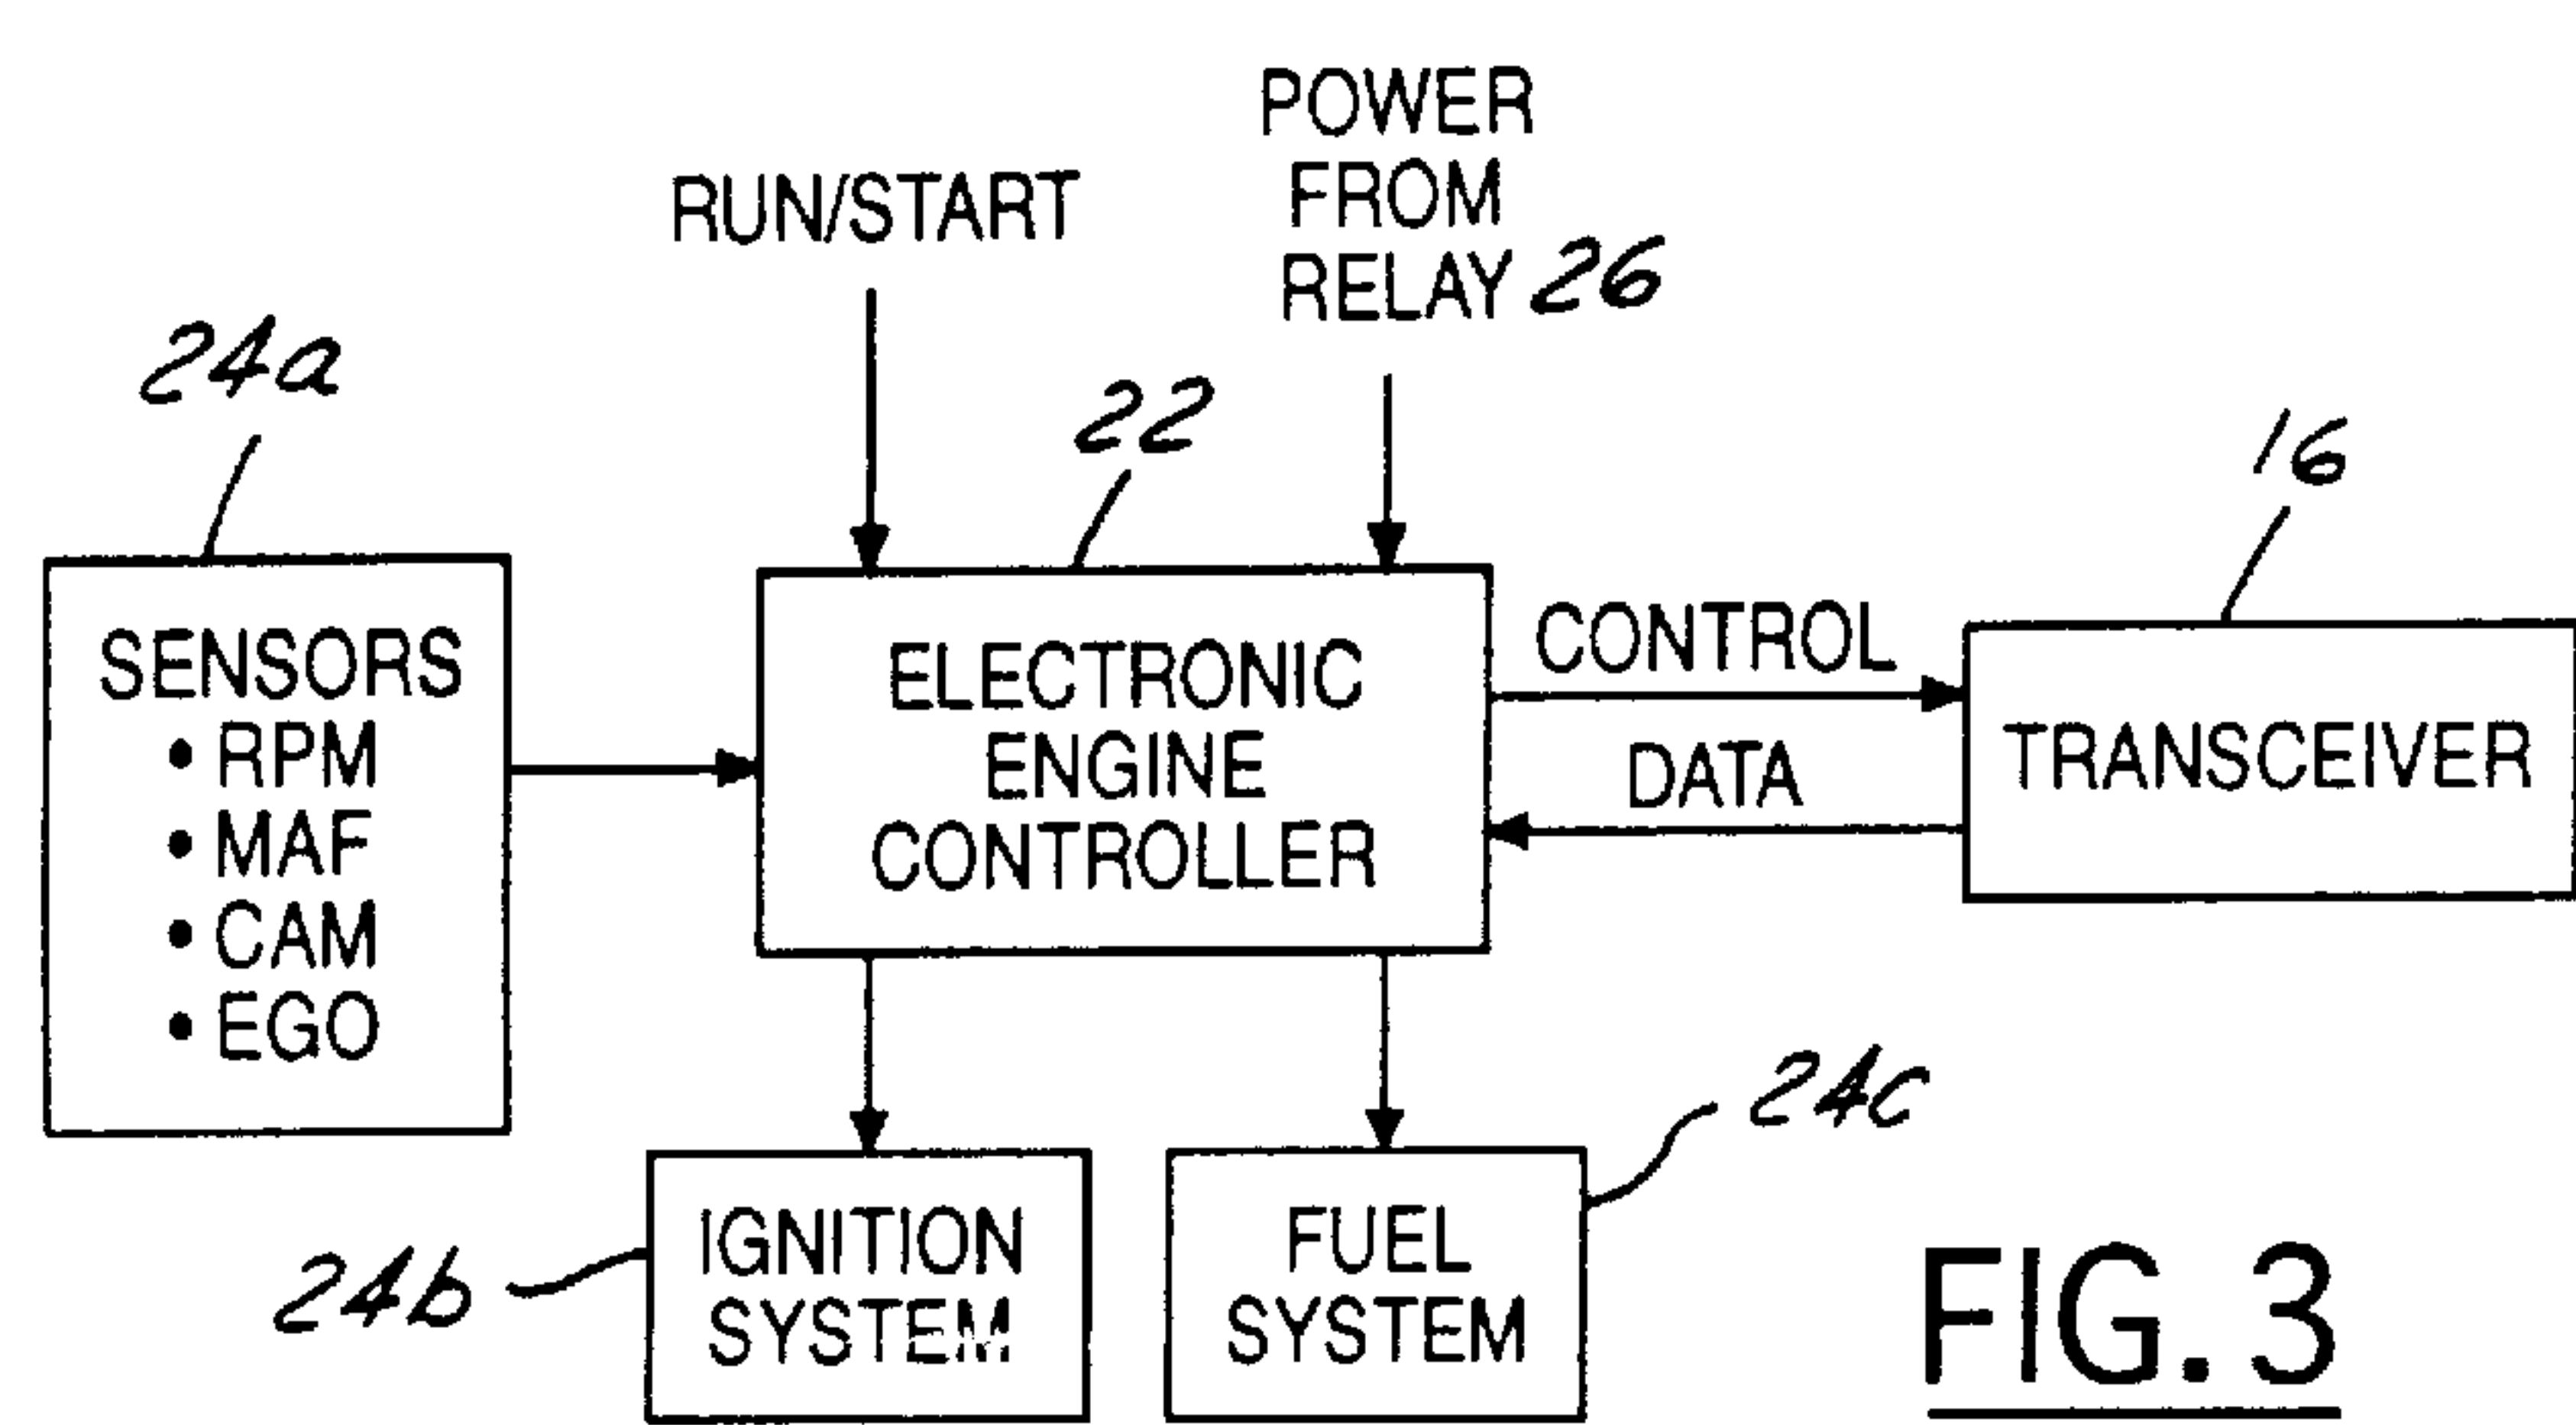 POWER
FROM
RELAY 26
RUN/START
24a
22
16
SENSORS
• RPM
• MAF
• CAM
• EGO
ELECTRONIC
ENGINE
CONTROLLER
CONTROL
DATA
TRANSCEIVER
24b
IGNITION
SYSTEM
FUEL
SYSTEM
24c
FIG. 3